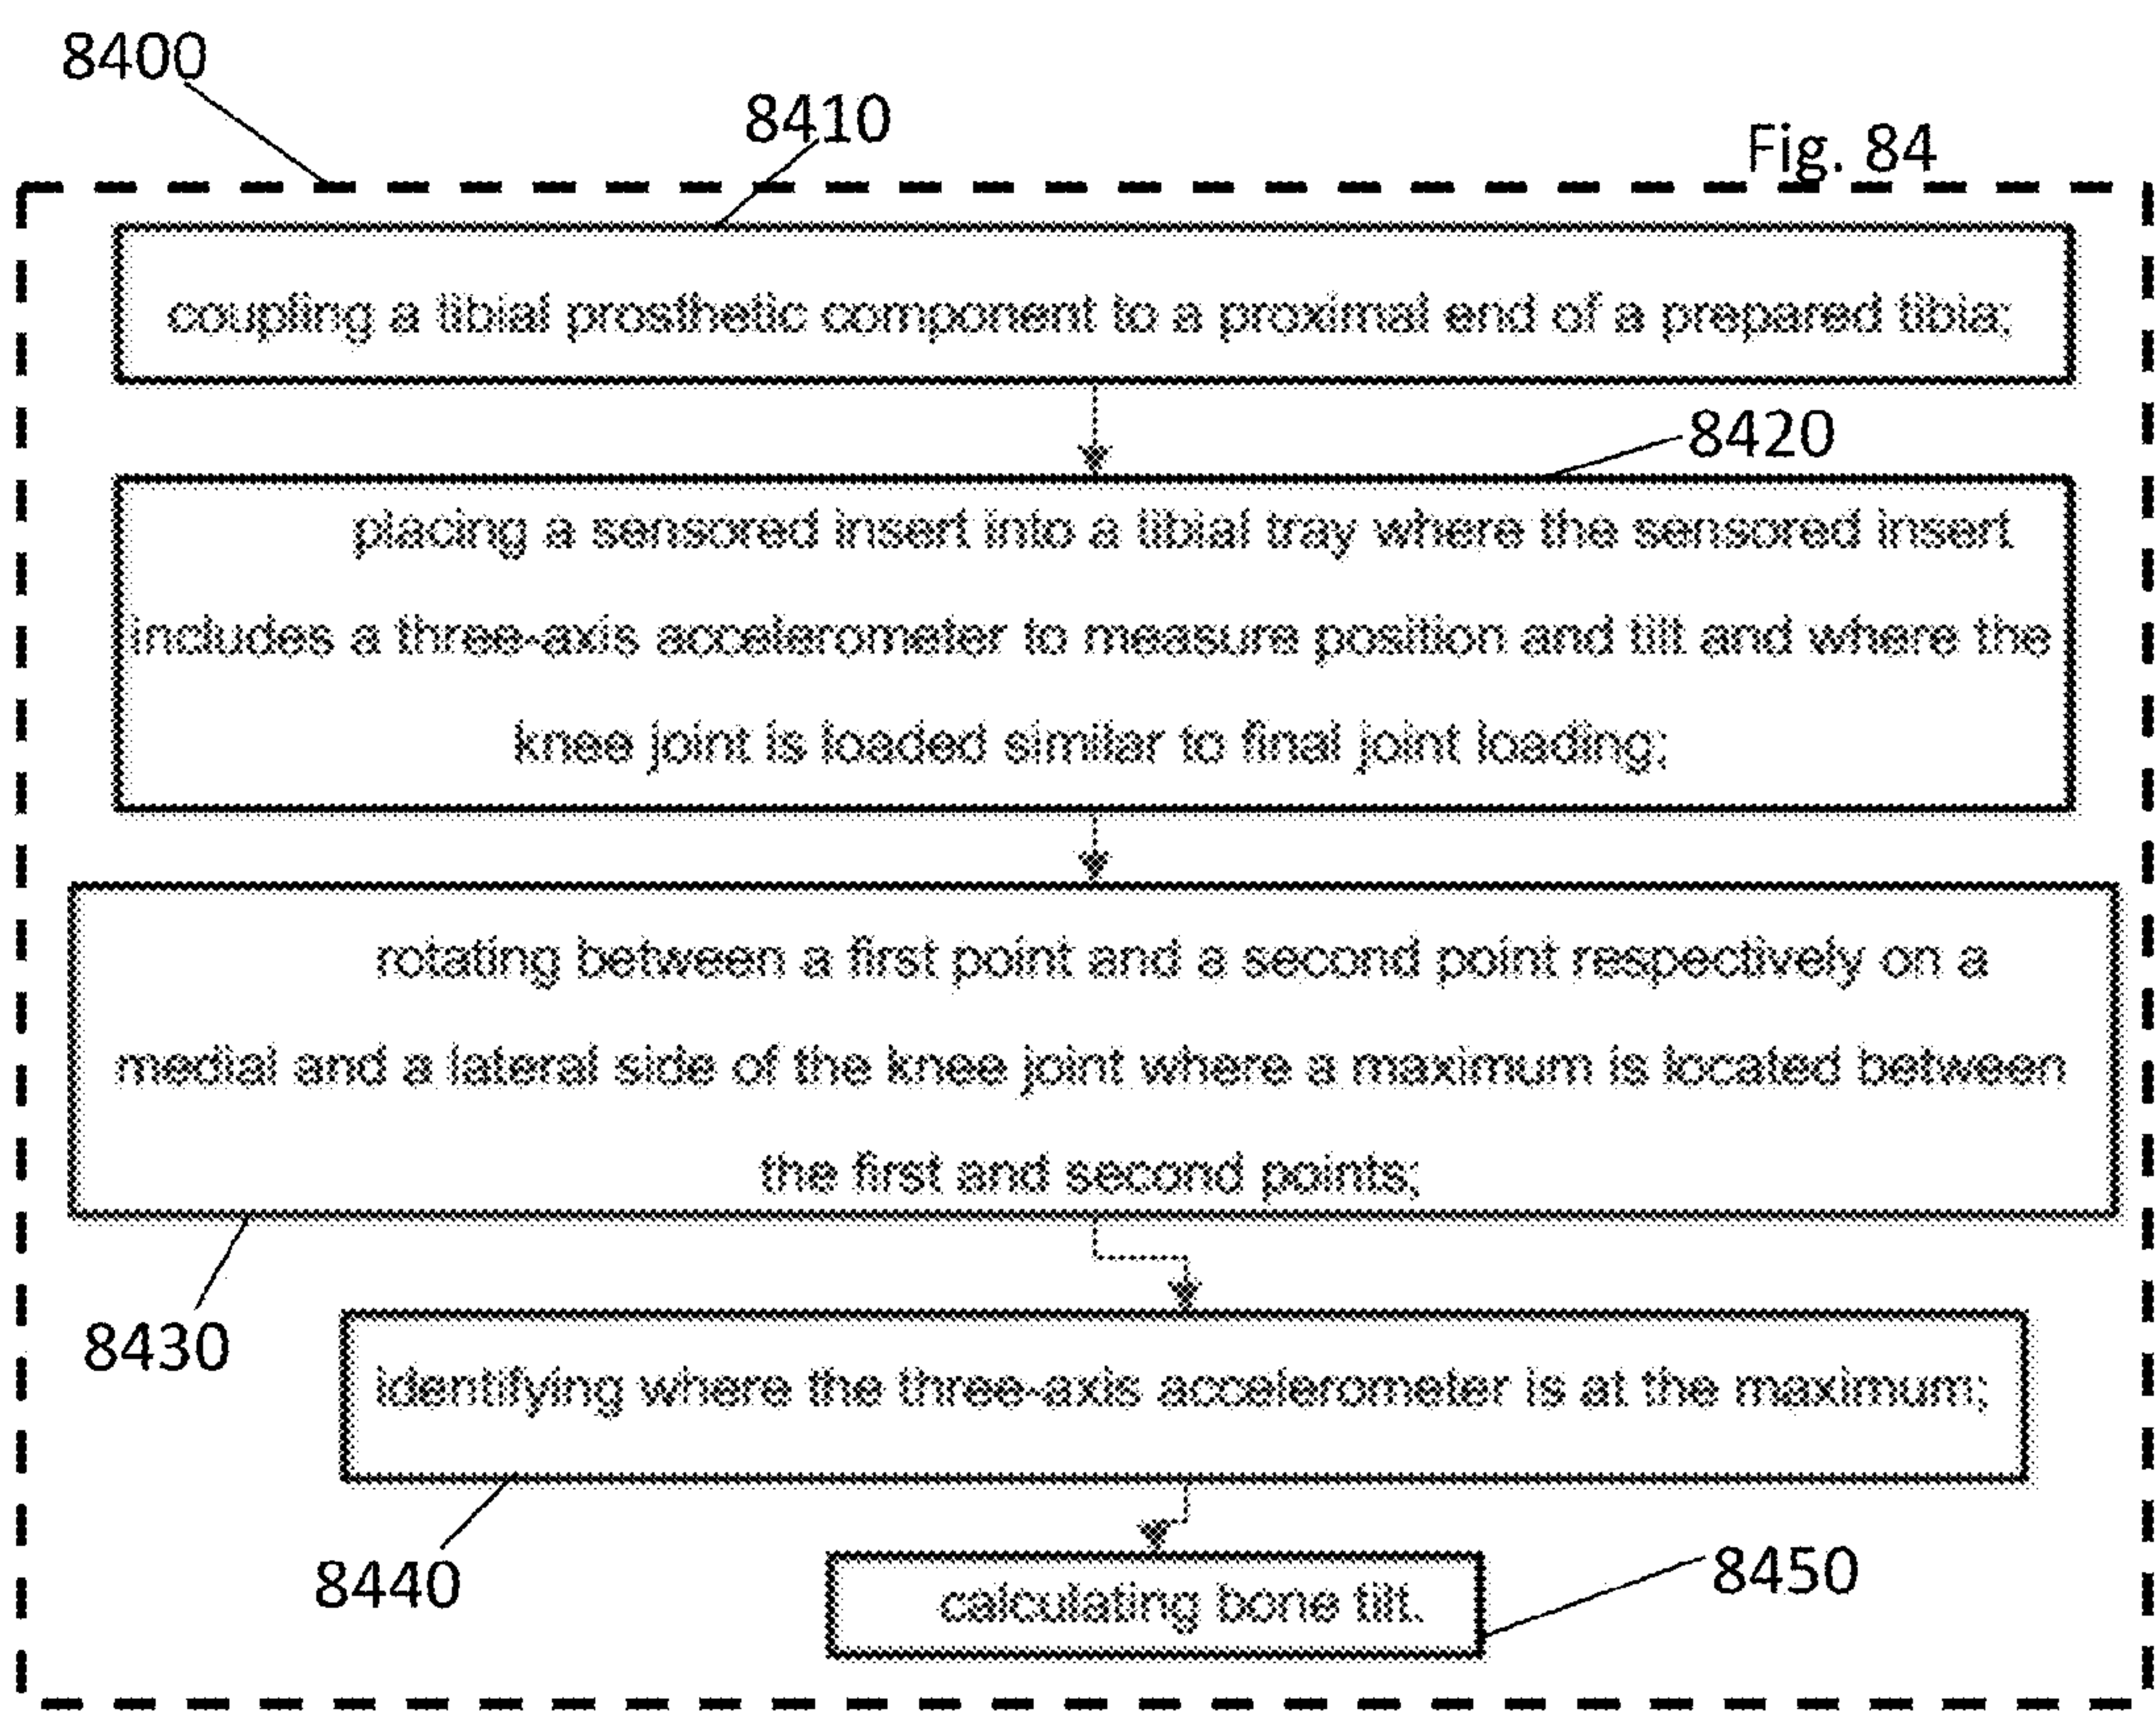 8400
8410
Fig. 84
coupling a tibial prosthetic component to a proximal end of a prepared tibia;
8420
placing a sensored insert into a tibial tray where the sensored insert
includes a three-axis accelerometer to measure position and tilt and where the
knee joint is loaded similar to final joint loading;
rotating between a first point and a second point respectively on a
medial and a lateral side of the knee joint where a maximum is located between
the first and second points;
8430
identifying where the three-axis accelerometer is at the maximum;
8440
8450
calculating bone tilt.